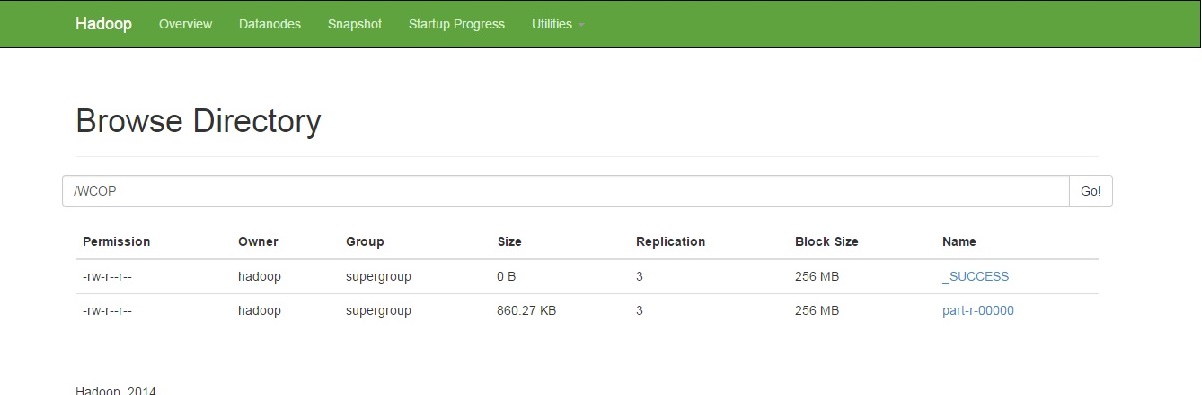 Hadoop Overview Datanodes Snapshot Startup Progress Utilities
Browse Directory
/WCOP Go!
Permission Owner Group Size Replication Block Size Name
-rw-r--r-- hadoop supergroup 0 B 3 256 MB _SUCCESS
-rw-r--r-- hadoop supergroup 860.27 KB 3 256 MB part-r-00000
Hadoop, 2014.